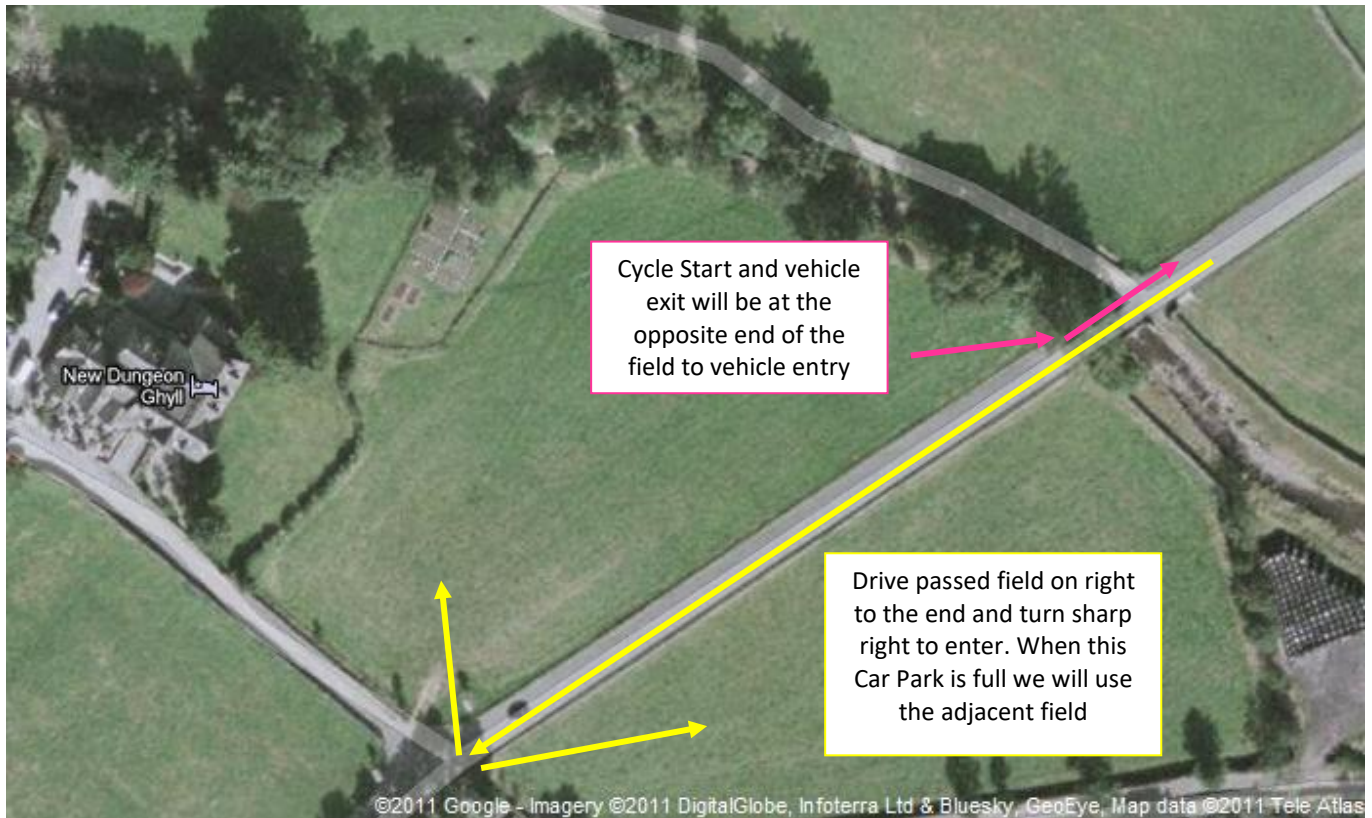 Cycle Start and vehicle
exit will be at the
opposite end of the
field to vehicle entry
New Dungeon
Ghyll
Drive passed field on right
to the end and turn sharp
right to enter. When this
Car Park is full we will use
the adjacent field
©2011 Google - Imagery ©2011 DigitalGlobe, Infoterra Ltd & Bluesky, GeoEye, Map data ©2011 Tele Atlas